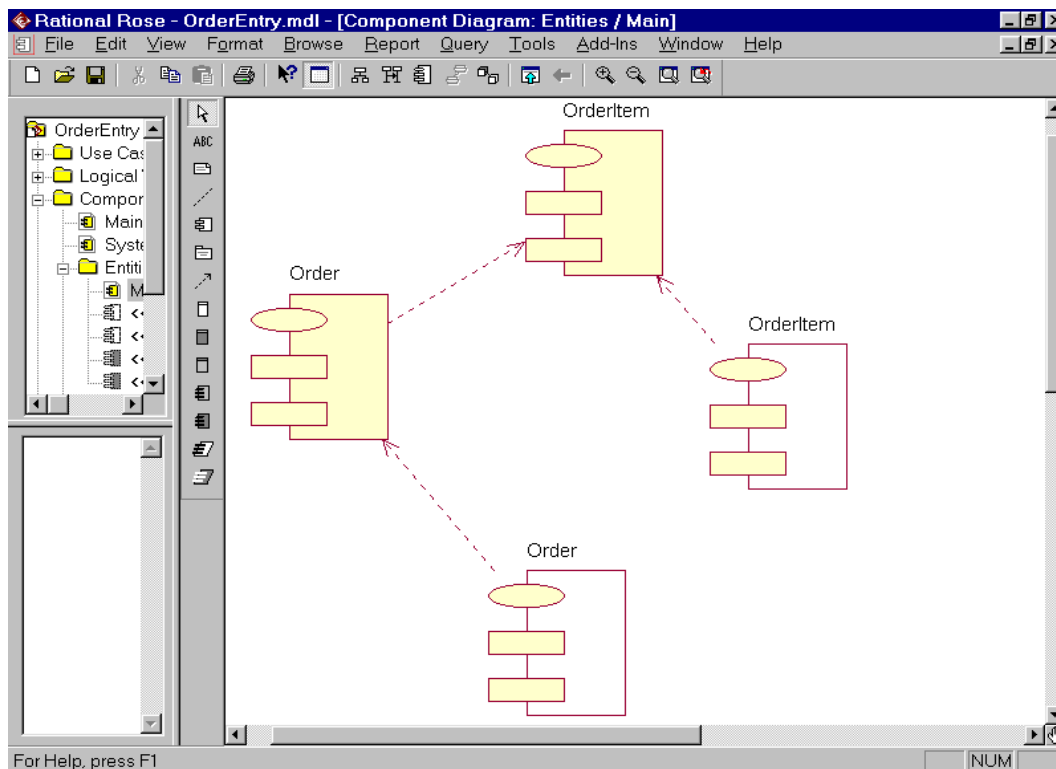 Rational Rose - OrderEntry.mdl - [Component Diagram: Entities / Main]
File Edit View Format Browse Report Query Tools Add-Ins Window Help
OrderEntry
Use Cas
Logical
Compor
Main
Syste
Entiti
M
<
<
<
<
ABC
OrderItem
Order
OrderItem
Order
For Help, press F1
NUM